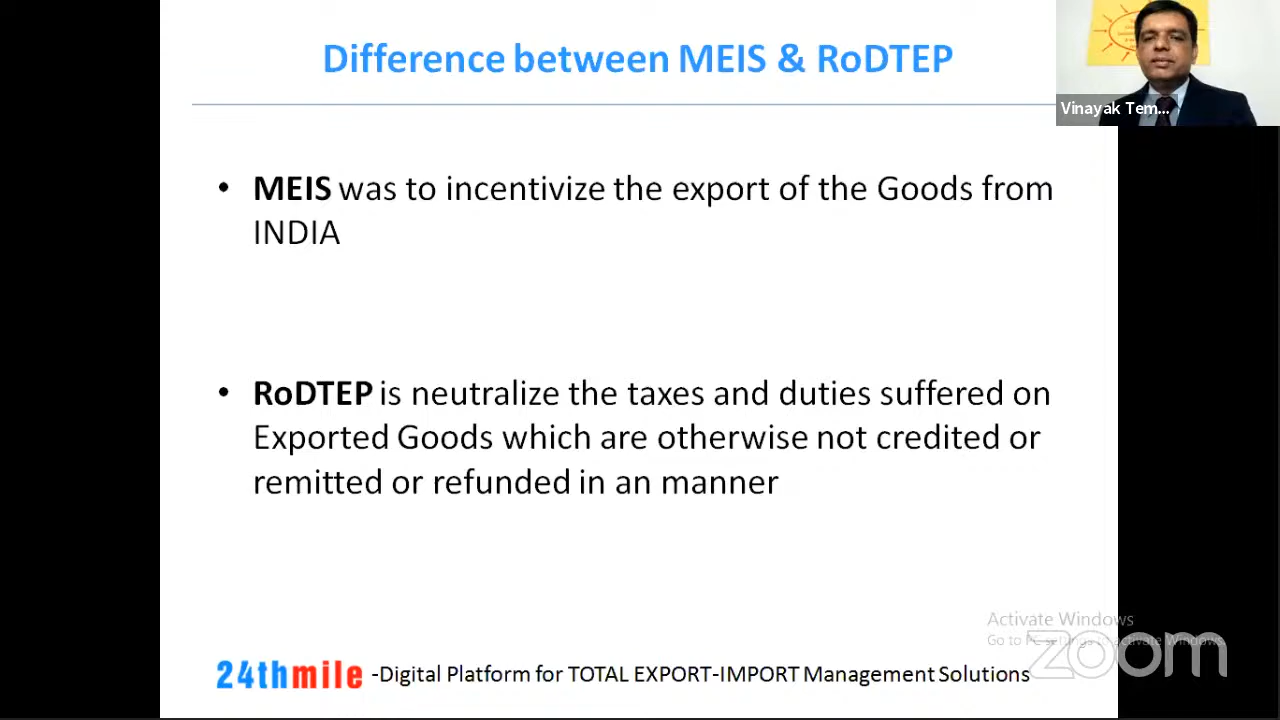 Difference between MEIS & RoDTEP
Vinayak Tem...
• MEIS was to incentivize the export of the Goods from
INDIA
• RoDTEP is neutralize the taxes and duties suffered on
Exported Goods which are otherwise not credited or
remitted or refunded in an manner
Activate Windows
Go to PC settings to activate Windows.
zoom
24thmile -Digital Platform for TOTAL EXPORT-IMPORT Management Solutions